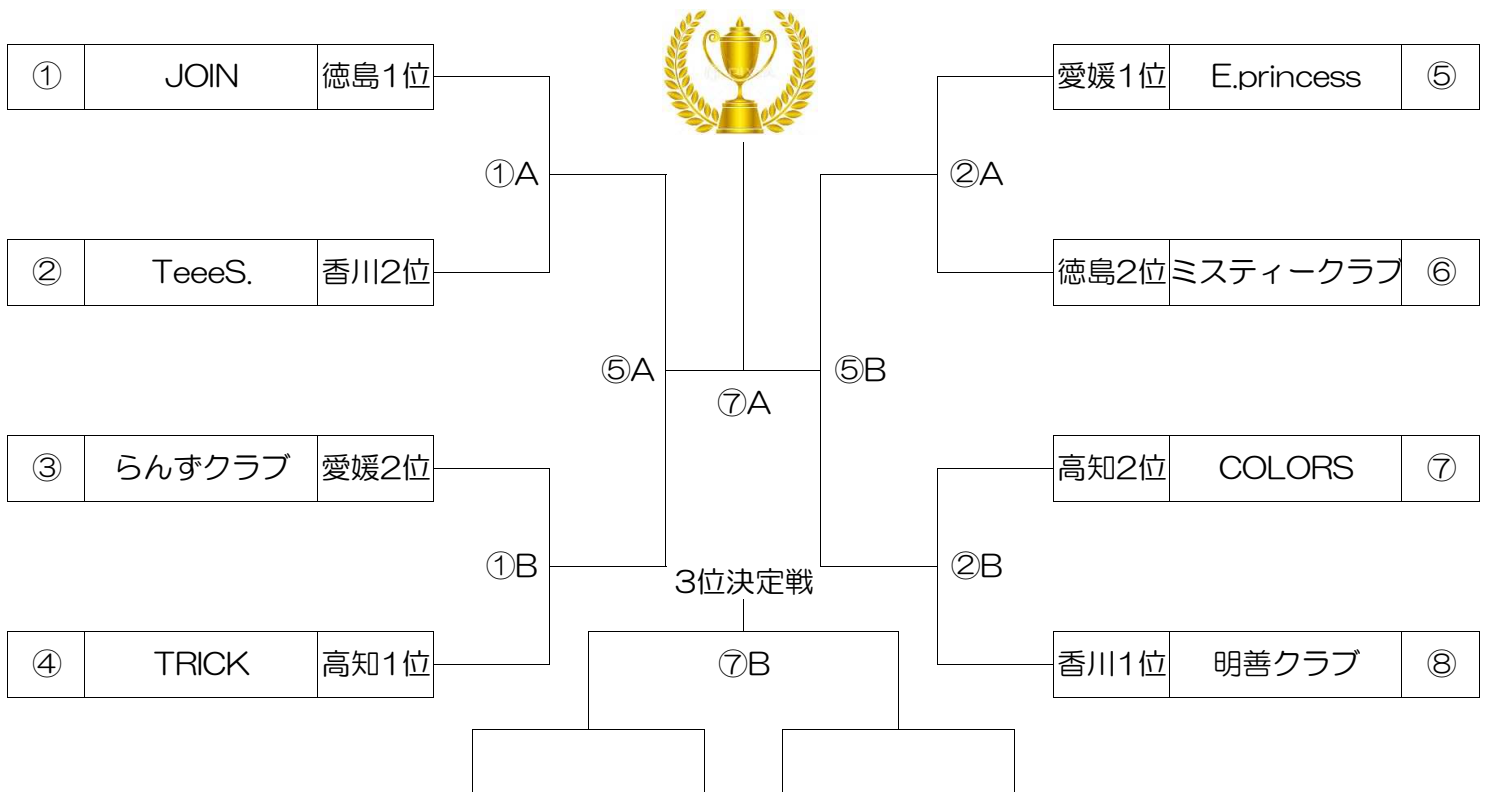 ① JOIN 徳島1位
愛媛1位 E.princess ⑤
①A
②A
② TeeeS. 香川2位
徳島2位 ミスティークラブ ⑥
⑤A
⑤B
⑦A
③ らんずクラブ 愛媛2位
高知2位 COLORS ⑦
①B
②B
3位決定戦
④ TRICK 高知1位
⑦B
香川1位 明善クラブ ⑧